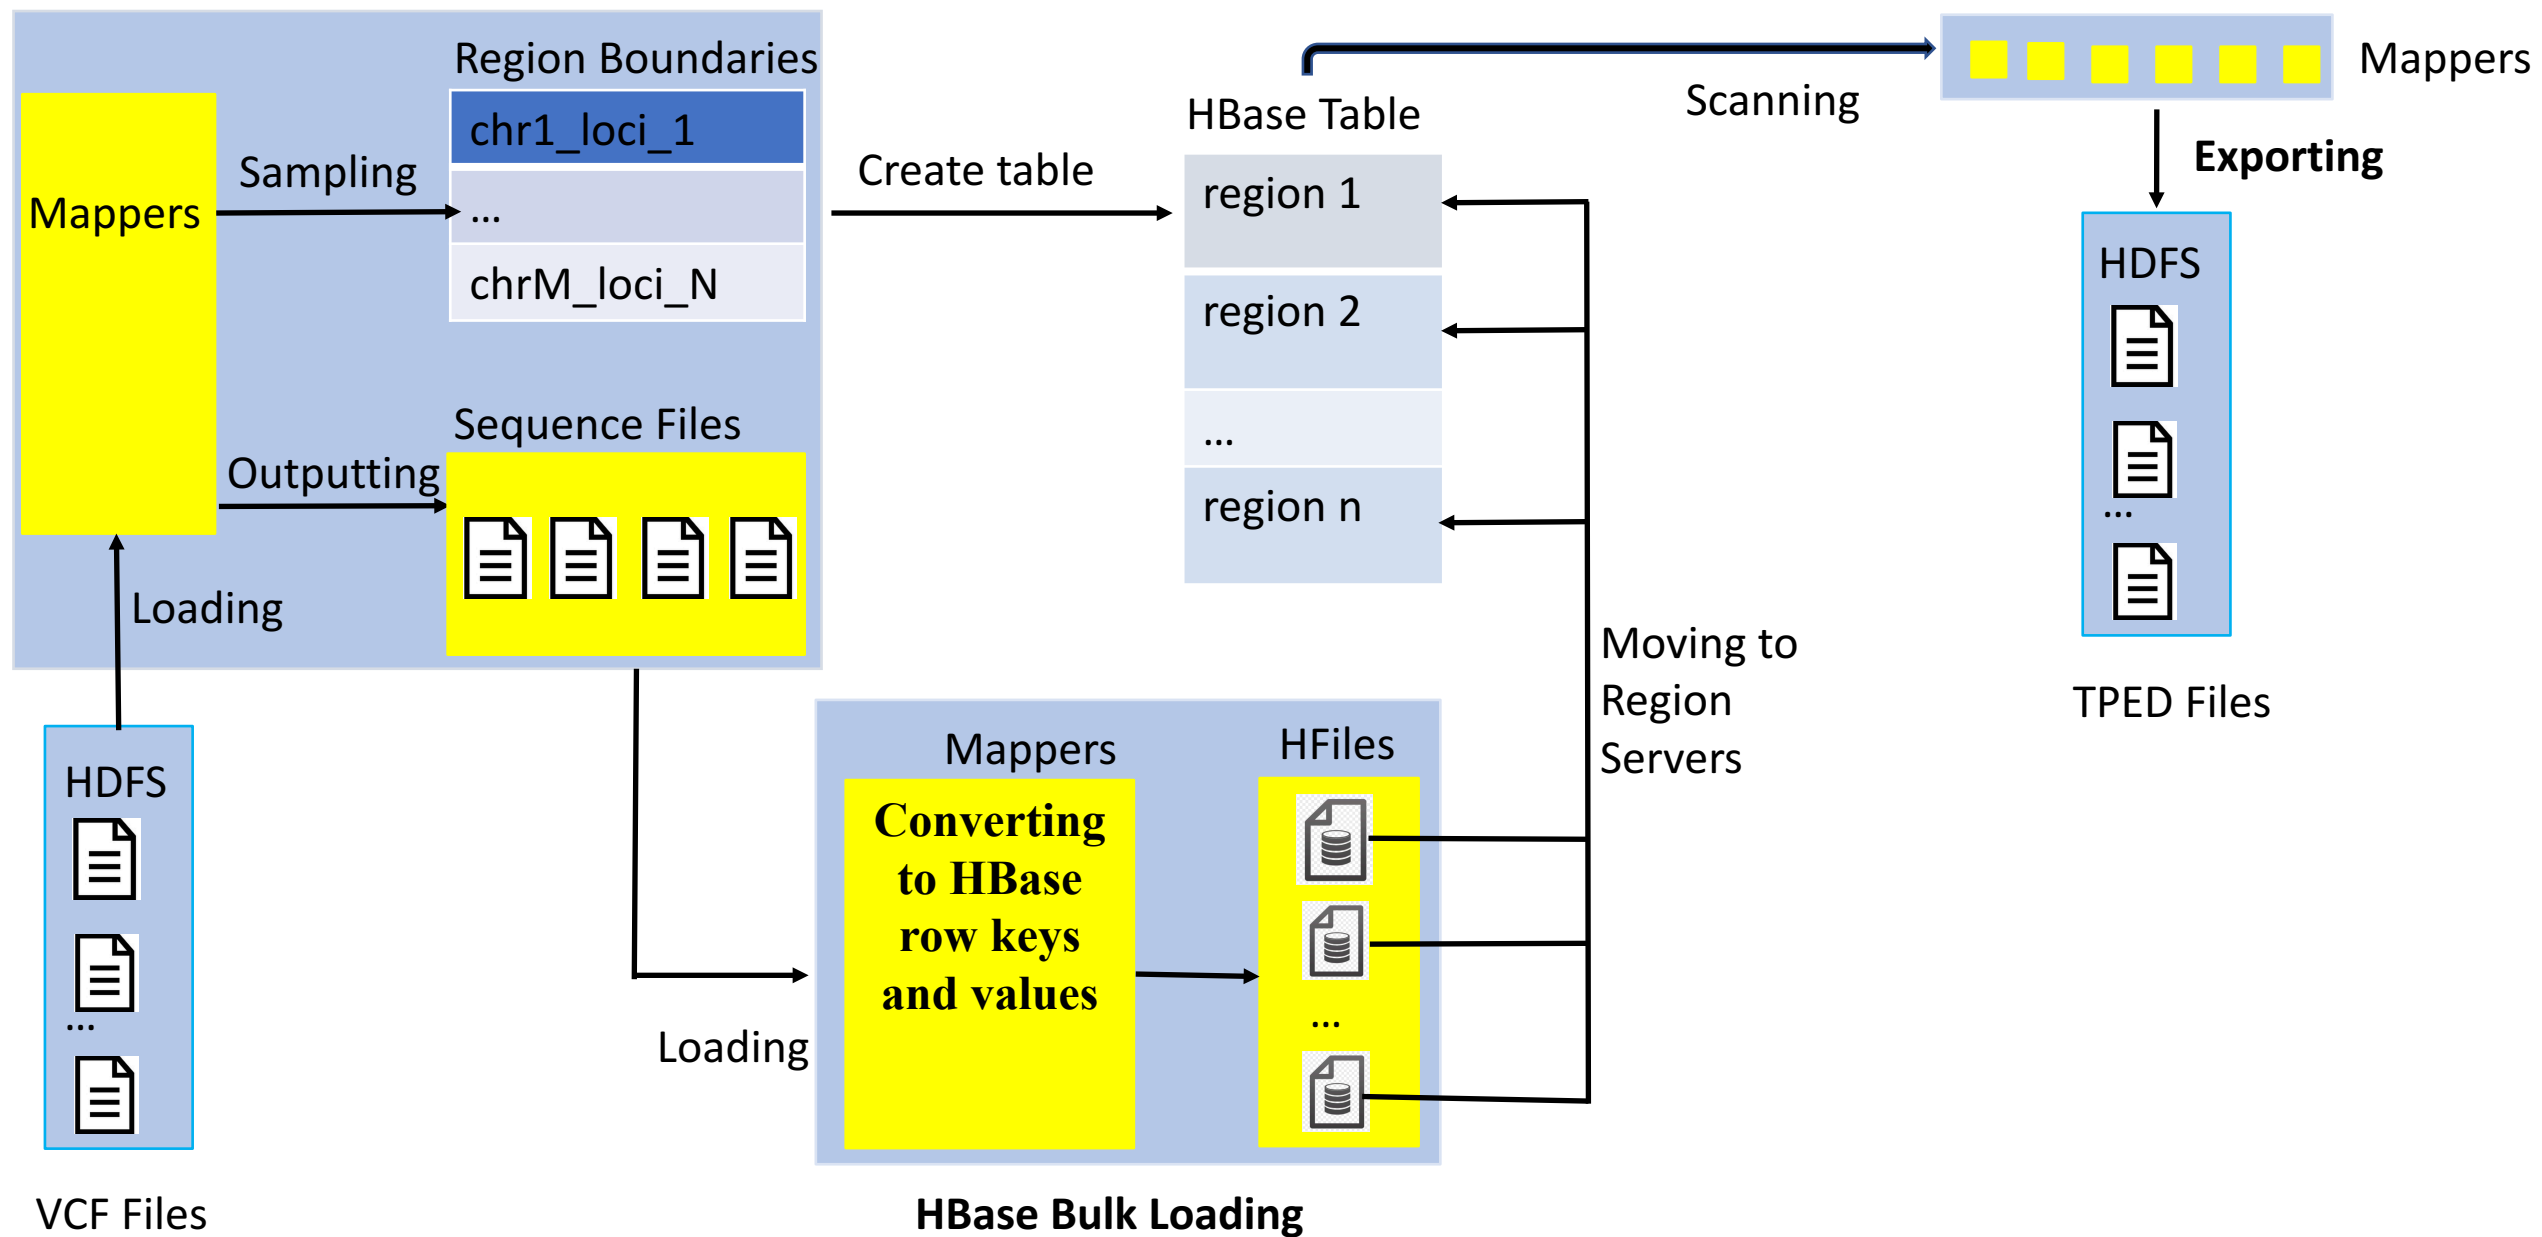 Region Boundaries
chr1_loci_1
...
chrM_loci_N
Mappers
Sampling
Outputting
Sequence Files
Loading
HDFS
...
VCF Files
Create table
HBase Table
region 1
region 2
...
region n
Scanning
Mappers
Exporting
HDFS
...
TPED Files
Moving to
Region
Servers
Loading
Mappers
Converting
to HBase
row keys
and values
HFiles
...
HBase Bulk Loading